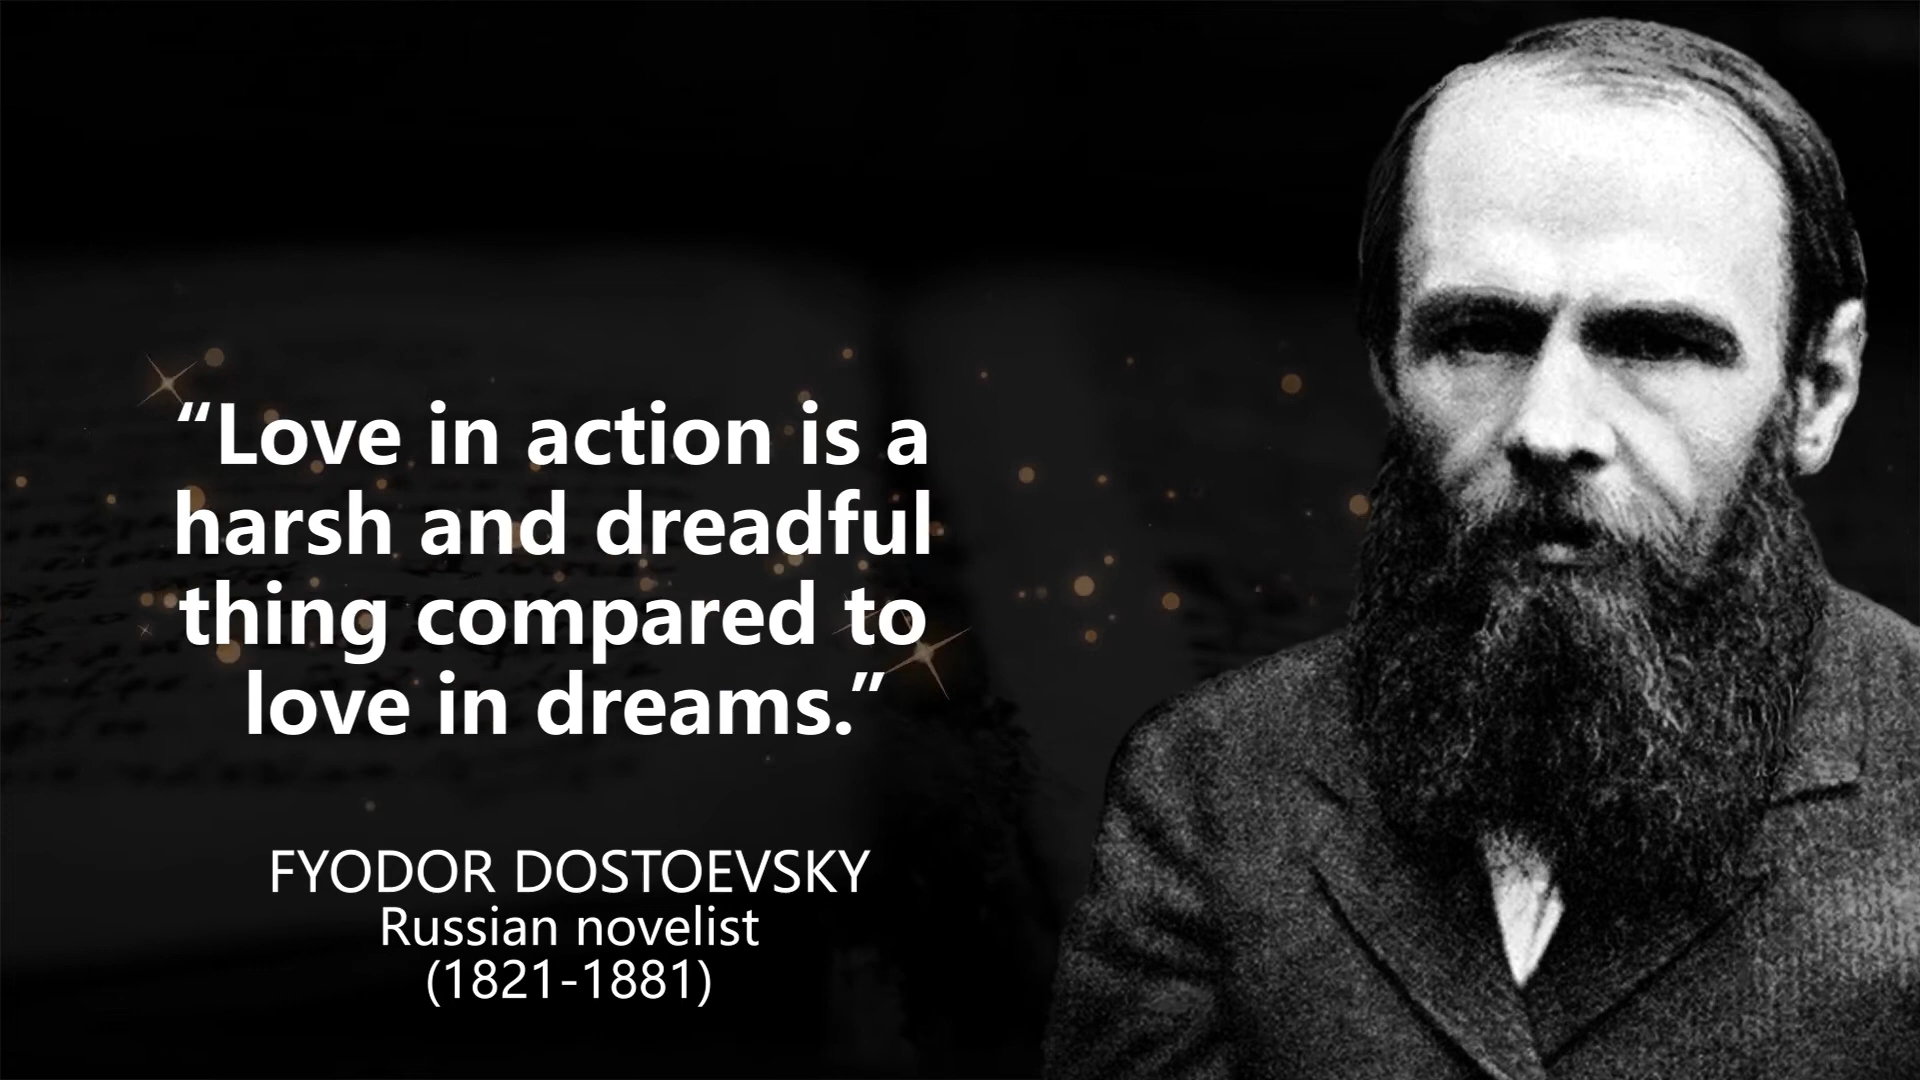 “Love in action is a
harsh and dreadful
thing compared to
love in dreams.”
FYODOR DOSTOEVSKY
Russian novelist
(1821-1881)